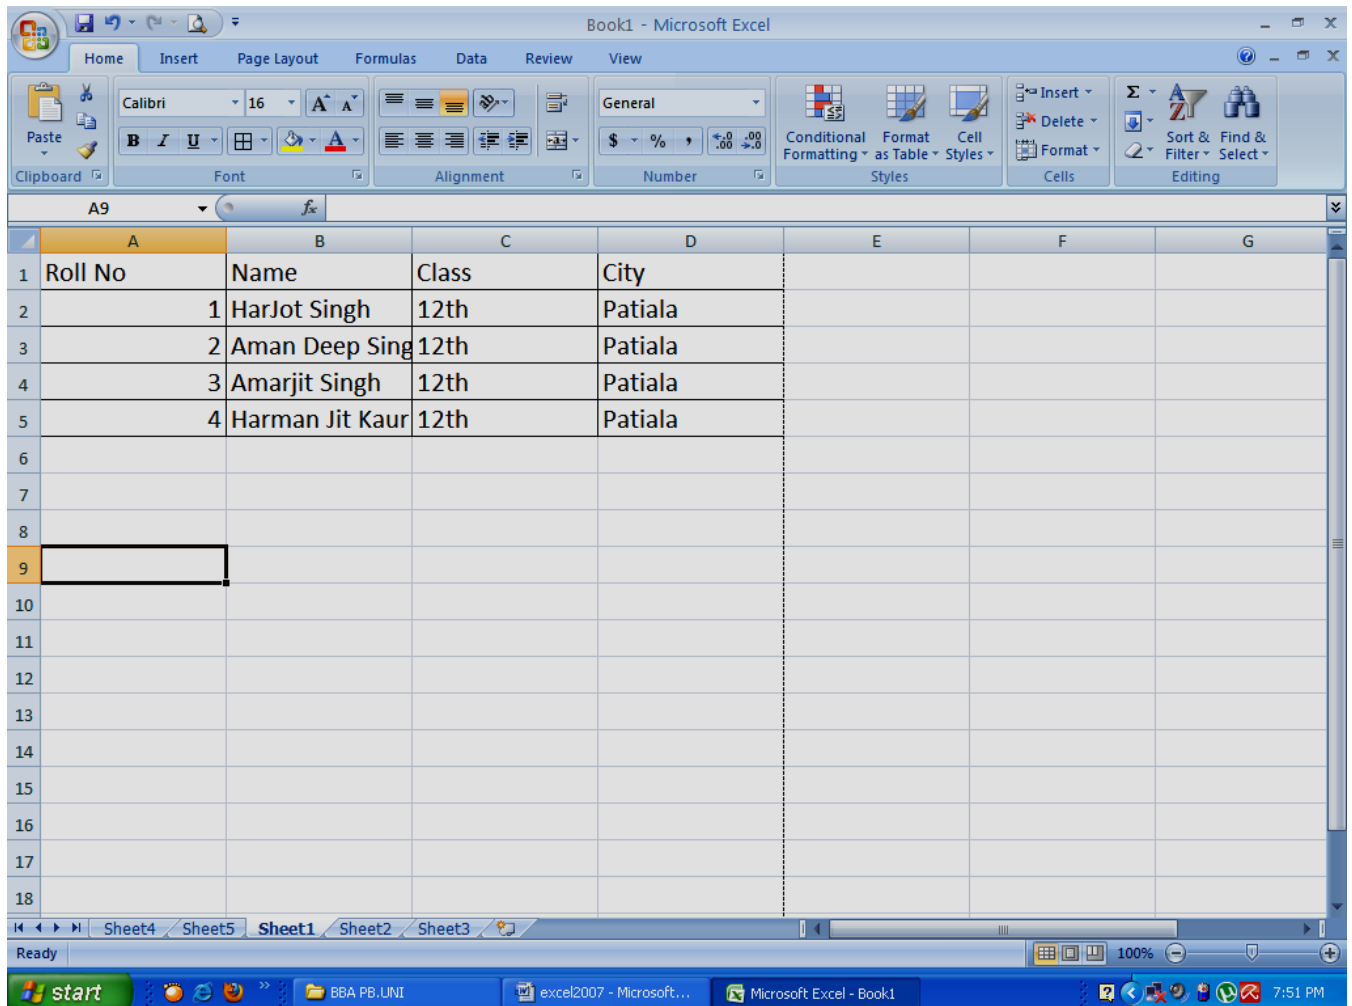 Book1 - Microsoft Excel
Home Insert Page Layout Formulas Data Review View
Paste Calibri 16 A A General Conditional Formatting Format as Table Cell Styles Insert Delete Format Σ Sort & Filter Find & Select
B I U A $ % , .0 .00 .00 .0
Clipboard Font Alignment Number Styles Cells Editing
A9 fx
A B C D E F G
1 Roll No Name Class City
2 1 HarJot Singh 12th Patiala
3 2 Aman Deep Sing 12th Patiala
4 3 Amarjit Singh 12th Patiala
5 4 Harman Jit Kaur 12th Patiala
6
7
8
9
10
11
12
13
14
15
16
17
18
Sheet4 Sheet5 Sheet1 Sheet2 Sheet3
Ready 100%
start BBA PB.UNI excel2007 - Microsoft... Microsoft Excel - Book1 7:51 PM